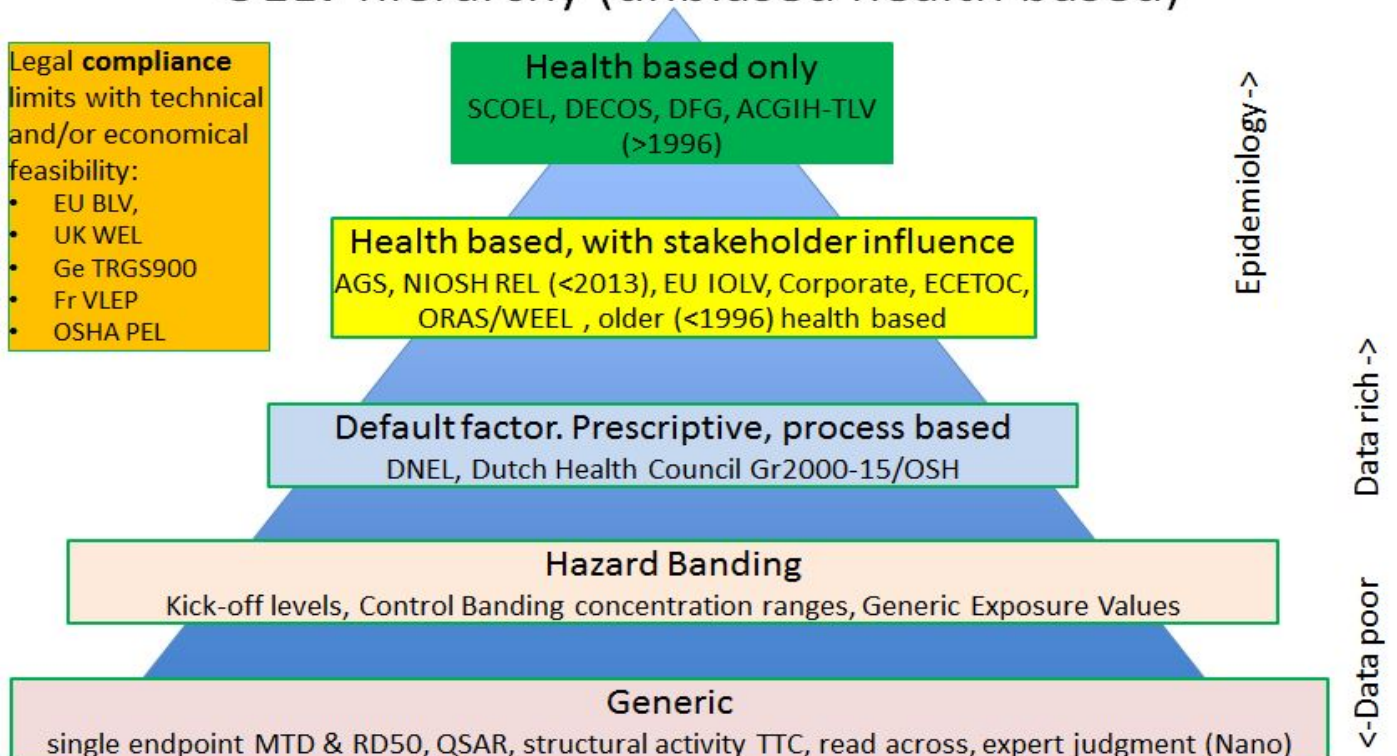 Legal compliance
limits with technical
and/or economical
feasibility:
• EU BLV,
• UK WEL
• Ge TRGS900
• Fr VLEP
• OSHA PEL
Health based only
SCOEL, DECOS, DFG, ACGIH-TLV
(>1996)
Health based, with stakeholder influence
AGS, NIOSH REL (<2013), EU IOLV, Corporate, ECETOC,
ORAS/WEEL , older (<1996) health based
Default factor. Prescriptive, process based
DNEL, Dutch Health Council Gr2000-15/OSH
Hazard Banding
Kick-off levels, Control Banding concentration ranges, Generic Exposure Values
Generic
single endpoint MTD & RD50, QSAR, structural activity TTC, read across, expert judgment (Nano)
Epidemiology->
Data rich ->
<-Data poor